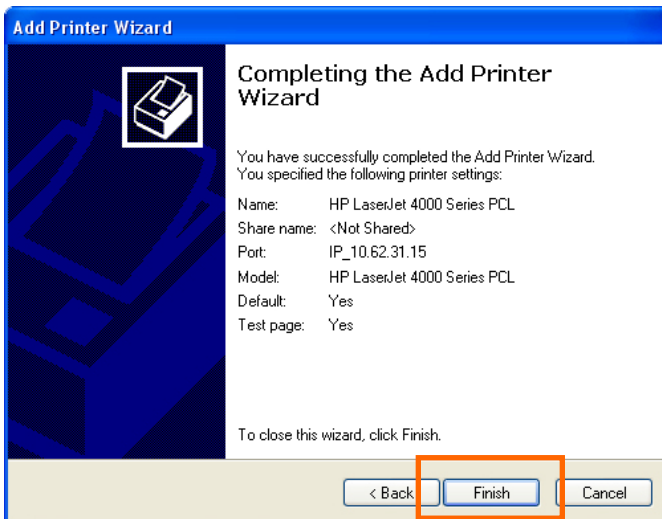 Add Printer Wizard
Completing the Add Printer
Wizard
You have successfully completed the Add Printer Wizard.
You specified the following printer settings:
Name: HP LaserJet 4000 Series PCL
Share name: <Not Shared>
Port: IP_10.62.31.15
Model: HP LaserJet 4000 Series PCL
Default: Yes
Test page: Yes
To close this wizard, click Finish.
< Back Finish Cancel